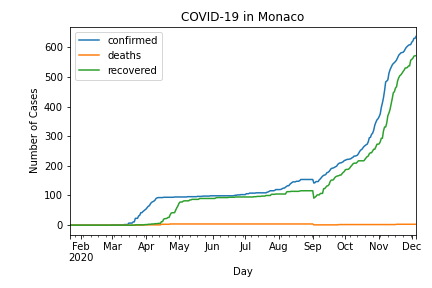 COVID-19 in Monaco
confirmed
deaths
recovered
Number of Cases
600
500
400
300
200
100
0
Feb Mar Apr May Jun Jul Aug Sep Oct Nov Dec
2020
Day